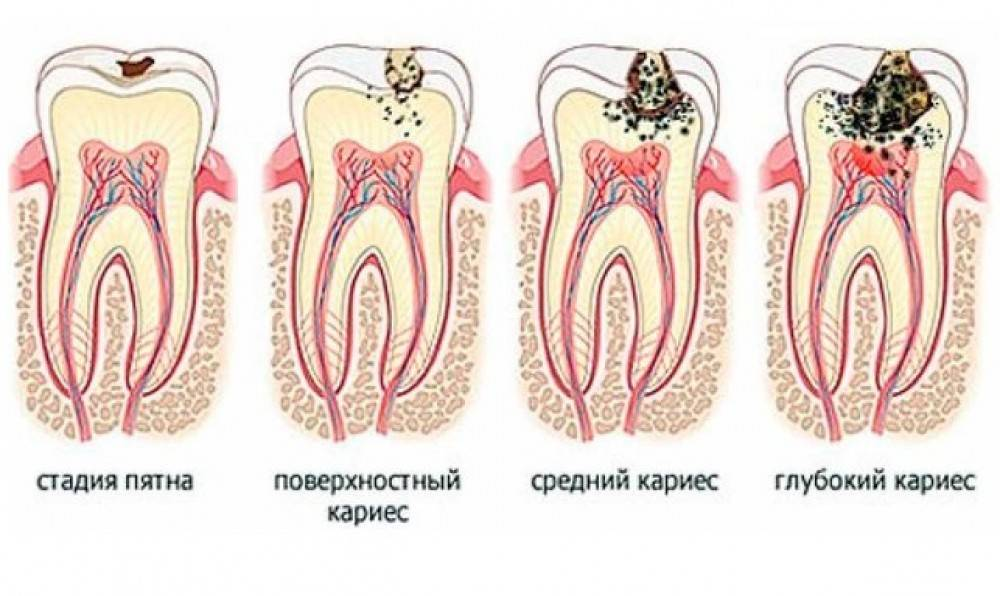 стадия пятна
поверхностный
кариес
средний кариес
глубокий кариес